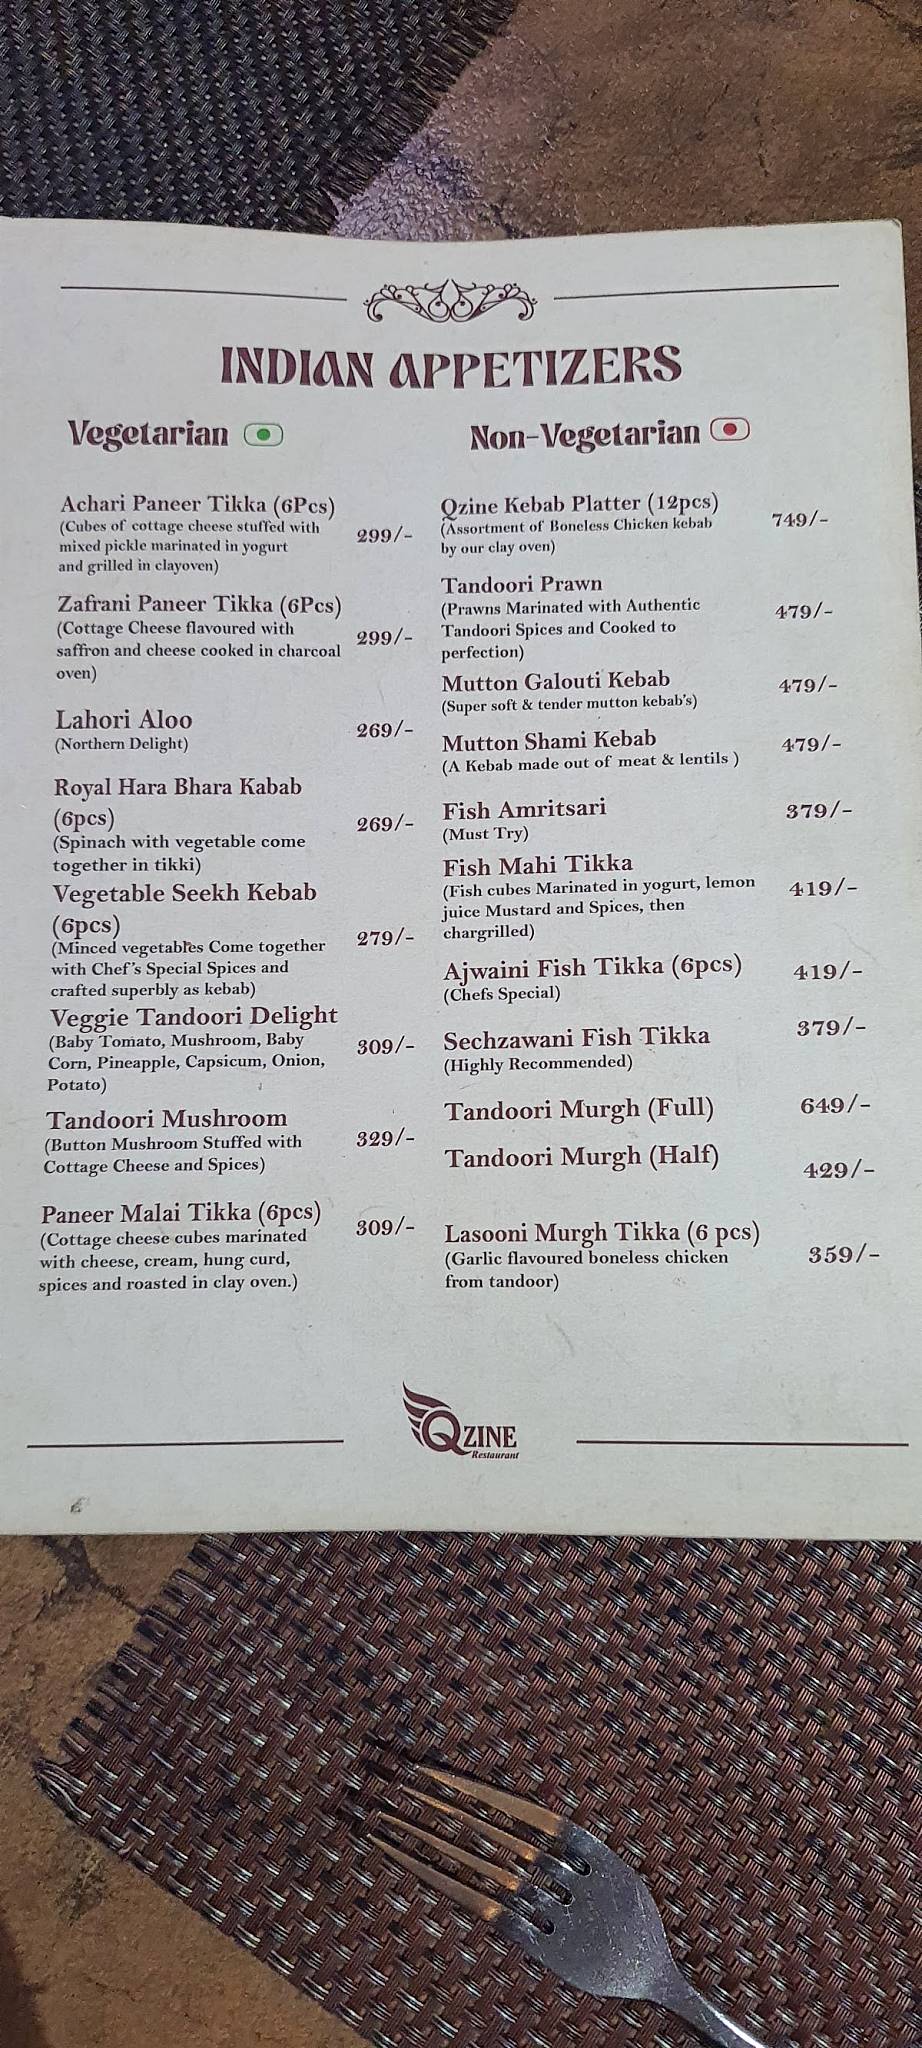 INDIAN APPETIZERS
Vegetarian
Achari Paneer Tikka (6Pcs)
(Cubes of cottage cheese stuffed with
mixed pickle marinated in yogurt
and grilled in clayoven)
299/-
Zafrani Paneer Tikka (6Pcs)
(Cottage Cheese flavoured with
saffron and cheese cooked in charcoal
oven)
299/-
Lahori Aloo
(Northern Delight)
269/-
Royal Hara Bhara Kabab
(6pcs)
(Spinach with vegetable come
together in tikki)
269/-
Vegetable Seekh Kebab
(6pcs)
(Minced vegetables Come together
with Chef's Special Spices and
crafted superbly as kebab)
279/-
Veggie Tandoori Delight
(Baby Tomato, Mushroom, Baby
Corn, Pineapple, Capsicum, Onion,
Potato)
309/-
Tandoori Mushroom
(Button Mushroom Stuffed with
Cottage Cheese and Spices)
329/-
Paneer Malai Tikka (6pcs)
(Cottage cheese cubes marinated
with cheese, cream, hung curd,
spices and roasted in clay oven.)
309/-
Non-Vegetarian
Qzine Kebab Platter (12pcs)
(Assortment of Boneless Chicken kebab
by our clay oven)
749/-
Tandoori Prawn
(Prawns Marinated with Authentic
Tandoori Spices and Cooked to
perfection)
479/-
Mutton Galouti Kebab
(Super soft & tender mutton kebab's)
479/-
Mutton Shami Kebab
(A Kebab made out of meat & lentils )
479/-
Fish Amritsari
(Must Try)
379/-
Fish Mahi Tikka
(Fish cubes Marinated in yogurt, lemon
juice Mustard and Spices, then
chargrilled)
419/-
Ajwaini Fish Tikka (6pcs)
(Chefs Special)
419/-
Sechzawani Fish Tikka
(Highly Recommended)
379/-
Tandoori Murgh (Full)
649/-
Tandoori Murgh (Half)
429/-
Lasooni Murgh Tikka (6 pcs)
(Garlic flavoured boneless chicken
from tandoor)
359/-
QZINE
Restaurant